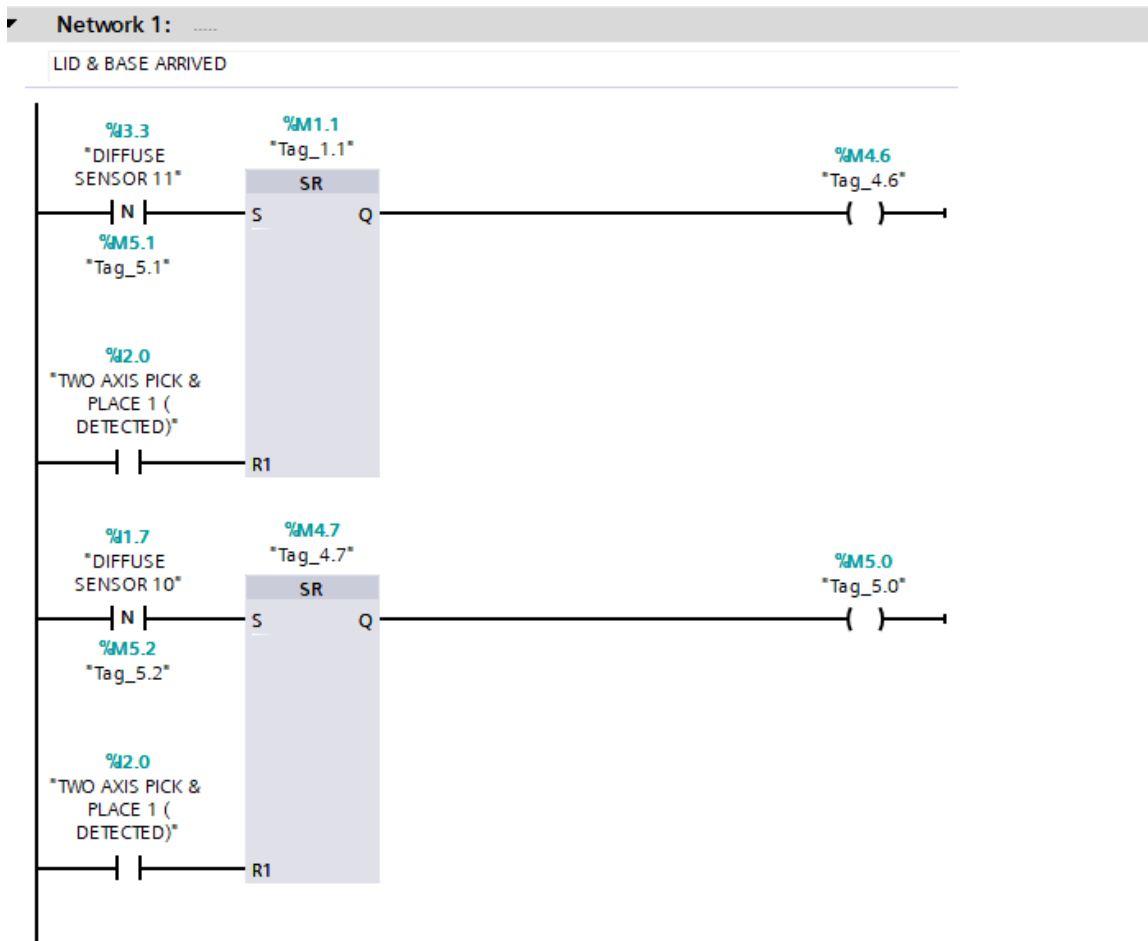 Network 1: .....
LID & BASE ARRIVED
%I3.3
"DIFFUSE
SENSOR 11"
N
%M5.1
"Tag_5.1"
%M1.1
"Tag_1.1"
SR
S Q
%M4.6
"Tag_4.6"
%I2.0
"TWO AXIS PICK &
PLACE 1 (
DETECTED)"
R1
%I1.7
"DIFFUSE
SENSOR 10"
N
%M5.2
"Tag_5.2"
%M4.7
"Tag_4.7"
SR
S Q
%M5.0
"Tag_5.0"
%I2.0
"TWO AXIS PICK &
PLACE 1 (
DETECTED)"
R1